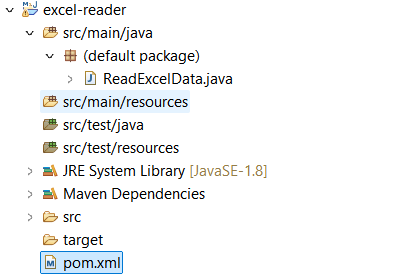 excel-reader
src/main/java
(default package)
ReadExcelData.java
src/main/resources
src/test/java
src/test/resources
JRE System Library [JavaSE-1.8]
Maven Dependencies
src
target
pom.xml